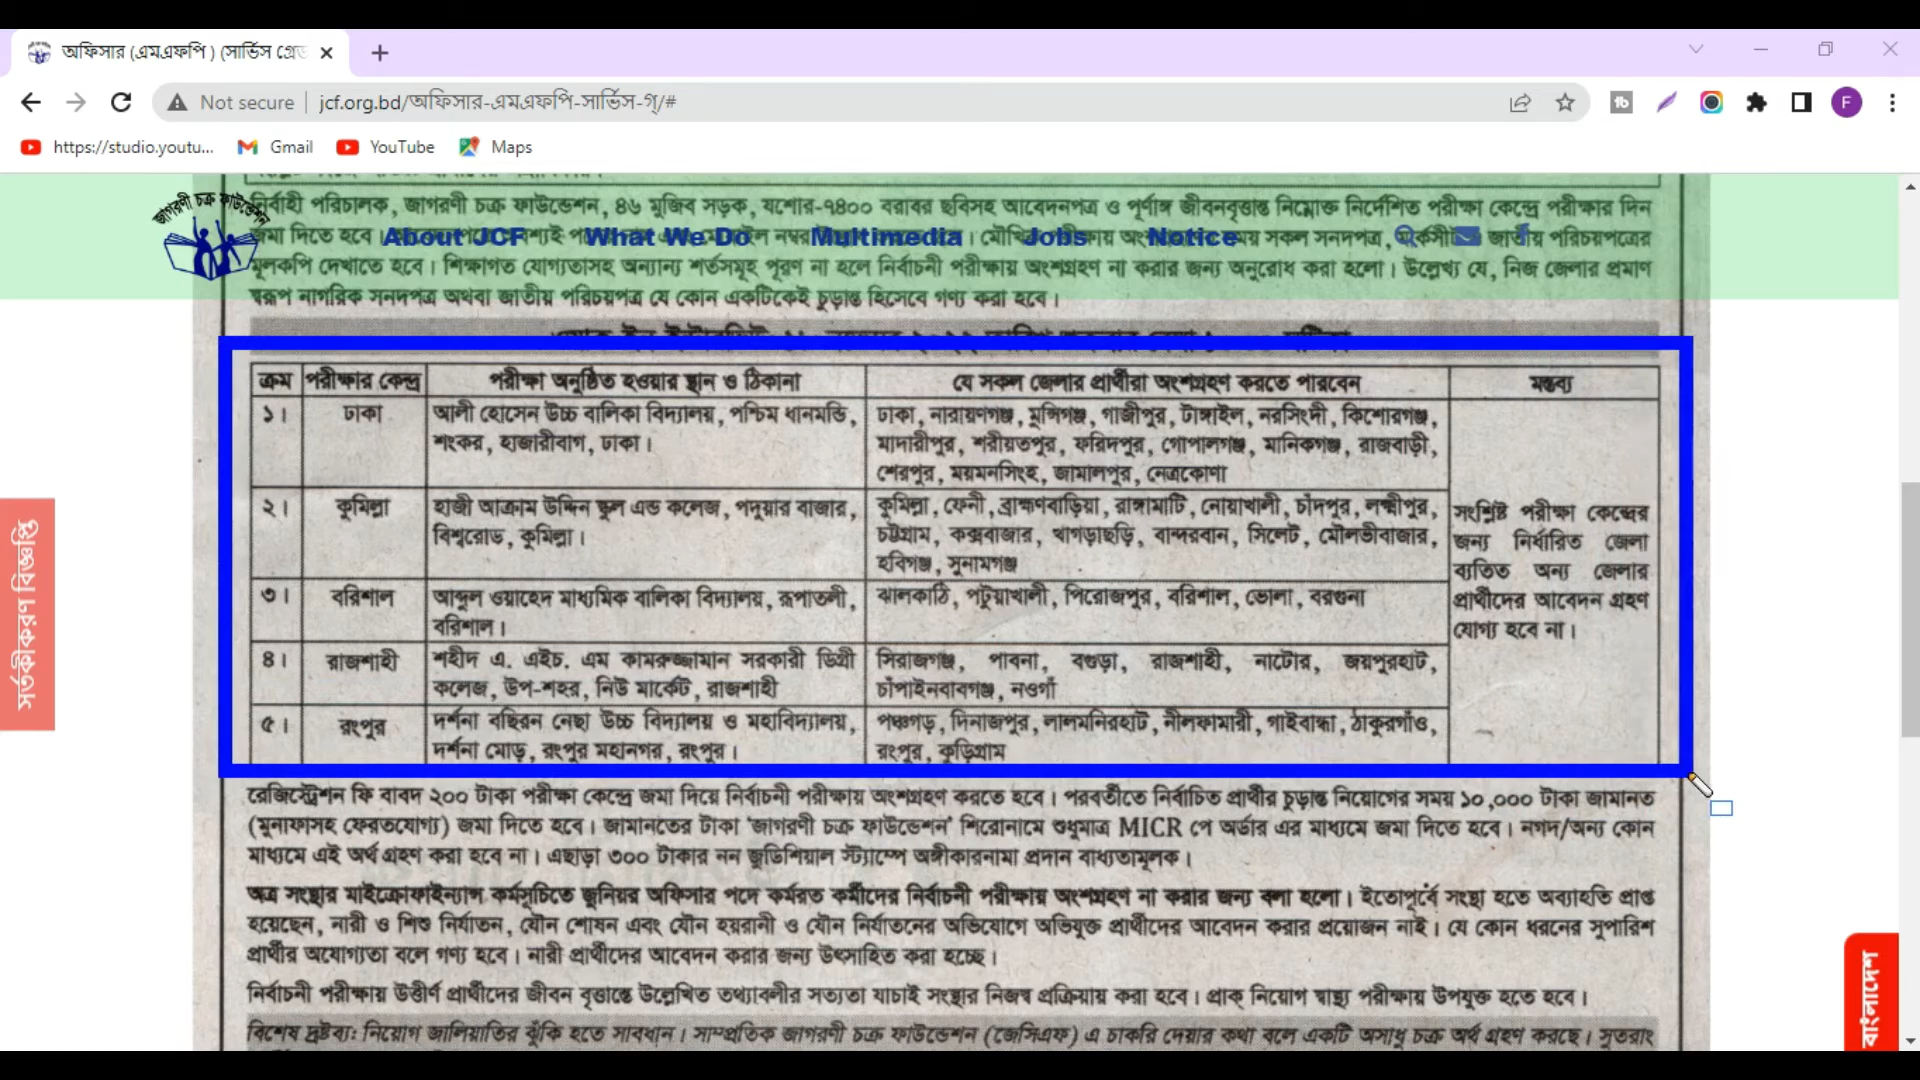 অফিসার (এমএফপি ) (সার্ভিস গ্রেড
Not secure
jcf.org.bd/অফিসার-এমএফপি-সার্ভিস-গ্/#
https://studio.youtu...
Gmail
YouTube
Maps
জাগরণী চক্র ফাউন্ডেশন
About JCF
What We Do
Multimedia
Jobs
Notice
নির্বাহী পরিচালক, জাগরণী চক্র ফাউন্ডেশন, ৪৬ মুজিব সড়ক, যশোর-৭৪০০ বরাবর ছবিসহ আবেদনপত্র ও পূর্ণাঙ্গ জীবনবৃত্তান্ত নিম্নোক্ত নির্দেশিত পরীক্ষা কেন্দ্রে পরীক্ষার দিন
জমা দিতে হবে। মৌখিক পরীক্ষায় সকল সনদপত্র, জাতীয় পরিচয়পত্রের
মূলকপি দেখাতে হবে। শিক্ষাগত যোগ্যতাসহ অন্যান্য শর্তসমূহ পূরণ না হলে নির্বাচনী পরীক্ষায় অংশগ্রহণ না করার জন্য অনুরোধ করা হলো। উল্লেখ্য যে, নিজ জেলার প্রমাণ
স্বরূপ নাগরিক সনদপত্র অথবা জাতীয় পরিচয়পত্র যে কোন একটিকেই চূড়ান্ত হিসেবে গণ্য করা হবে।
ক্রম পরীক্ষার কেন্দ্র পরীক্ষা অনুষ্ঠিত হওয়ার স্থান ও ঠিকানা যে সকল জেলার প্রার্থীরা অংশগ্রহণ করতে পারবেন মন্তব্য
১। ঢাকা আলী হোসেন উচ্চ বালিকা বিদ্যালয়, পশ্চিম ধানমন্ডি, ঢাকা, নারায়ণগঞ্জ, মুন্সিগঞ্জ, গাজীপুর, টাঙ্গাইল, নরসিংদী, কিশোরগঞ্জ,
শংকর, হাজারীবাগ, ঢাকা। মাদারীপুর, শরীয়তপুর, ফরিদপুর, গোপালগঞ্জ, মানিকগঞ্জ, রাজবাড়ী,
শেরপুর, ময়মনসিংহ, জামালপুর, নেত্রকোণা
২। কুমিল্লা হাজী আক্রাম উদ্দিন স্কুল এন্ড কলেজ, পদুয়ার বাজার, কুমিল্লা, ফেনী, ব্রাহ্মণবাড়িয়া, রাঙ্গামাটি, নোয়াখালী, চাঁদপুর, লক্ষ্মীপুর,
বিশ্বরোড, কুমিল্লা। চট্টগ্রাম, কক্সবাজার, খাগড়াছড়ি, বান্দরবান, সিলেট, মৌলভীবাজার,
হবিগঞ্জ, সুনামগঞ্জ
৩। বরিশাল আব্দুল ওয়াহেদ মাধ্যমিক বালিকা বিদ্যালয়, রূপাতলী, ঝালকাঠি, পটুয়াখালী, পিরোজপুর, বরিশাল, ভোলা, বরগুনা
বরিশাল।
৪। রাজশাহী শহীদ এ. এইচ. এম কামরুজ্জামান সরকারী ডিগ্রী সিরাজগঞ্জ, পাবনা, বগুড়া, রাজশাহী, নাটোর, জয়পুরহাট,
কলেজ, উপ-শহর, নিউ মার্কেট, রাজশাহী চাঁপাইনবাবগঞ্জ, নওগাঁ
৫। রংপুর দর্শনা বছিরন নেছা উচ্চ বিদ্যালয় ও মহাবিদ্যালয়, পঞ্চগড়, দিনাজপুর, লালমনিরহাট, নীলফামারী, গাইবান্ধা, ঠাকুরগাঁও,
দর্শনা মোড়, রংপুর মহানগর, রংপুর। রংপুর, কুড়িগ্রাম
সংশ্লিষ্ট পরীক্ষা কেন্দ্রের
জন্য নির্ধারিত জেলা
ব্যতিত অন্য জেলার
প্রার্থীদের আবেদন গ্রহণ
যোগ্য হবে না।
রেজিস্ট্রেশন ফি বাবদ ২০০ টাকা পরীক্ষা কেন্দ্রে জমা দিয়ে নির্বাচনী পরীক্ষায় অংশগ্রহণ করতে হবে। পরবর্তীতে নির্বাচিত প্রার্থীর চূড়ান্ত নিয়োগের সময় ১০,০০০ টাকা জামানত
(মুনাফাসহ ফেরতযোগ্য) জমা দিতে হবে। জামানতের টাকা 'জাগরণী চক্র ফাউন্ডেশন' শিরোনামে শুধুমাত্র MICR পে অর্ডার এর মাধ্যমে জমা দিতে হবে। নগদ/অন্য কোন
মাধ্যমে এই অর্থ গ্রহণ করা হবে না। এছাড়া ৩০০ টাকার নন জুডিশিয়াল স্ট্যাম্পে অঙ্গীকারনামা প্রদান বাধ্যতামূলক।
অত্র সংস্থার মাইক্রোফাইন্যান্স কর্মসূচিতে জুনিয়র অফিসার পদে কর্মরত কর্মীদের নির্বাচনী পরীক্ষায় অংশগ্রহণ না করার জন্য বলা হলো। ইতোপূর্বে সংস্থা হতে অব্যাহতি প্রাপ্ত
হয়েছেন, নারী ও শিশু নির্যাতন, যৌন শোষন এবং যৌন হয়রানী ও যৌন নির্যাতনের অভিযোগে অভিযুক্ত প্রার্থীদের আবেদন করার প্রয়োজন নাই। যে কোন ধরনের সুপারিশ
প্রার্থীর অযোগ্যতা বলে গণ্য হবে। নারী প্রার্থীদের আবেদন করার জন্য উৎসাহিত করা হচ্ছে।
নির্বাচনী পরীক্ষায় উত্তীর্ণ প্রার্থীদের জীবন বৃত্তান্তে উল্লেখিত তথ্যাবলীর সত্যতা যাচাই সংস্থার নিজস্ব প্রক্রিয়ায় করা হবে। প্রাক্ নিয়োগ স্বাস্থ্য পরীক্ষায় উপযুক্ত হতে হবে।
বিশেষ দ্রষ্টব্য: নিয়োগ জালিয়াতির ঝুঁকি হতে সাবধান। সাম্প্রতিক জাগরণী চক্র ফাউন্ডেশন (জেসিএফ) এ চাকরি দেয়ার কথা বলে একটি অসাধু চক্র অর্থ গ্রহণ করছে। সুতরাং
সর্তকীকরণ বিজ্ঞপ্তি
বাংলাদেশ